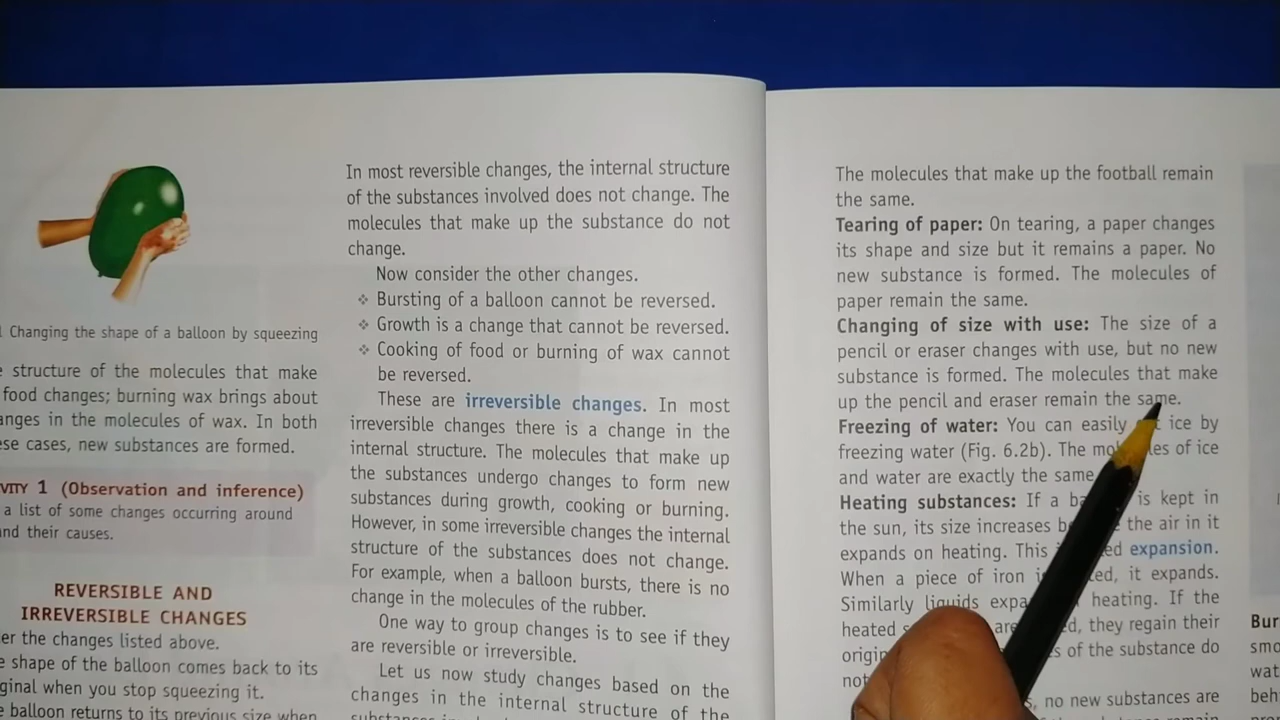 Changing the shape of a balloon by squeezing
structure of the molecules that make
food changes; burning wax brings about
in the molecules of wax. In both
cases, new substances are formed.
1 (Observation and inference)
a list of some changes occurring around
and their causes.
REVERSIBLE AND
IRREVERSIBLE CHANGES
the changes listed above.
shape of the balloon comes back to its
when you stop squeezing it.
balloon returns to its previous size when
In most reversible changes, the internal structure
of the substances involved does not change. The
molecules that make up the substance do not
change.
Now consider the other changes.
❖ Bursting of a balloon cannot be reversed.
❖ Growth is a change that cannot be reversed.
❖ Cooking of food or burning of wax cannot
be reversed.
These are irreversible changes. In most
irreversible changes there is a change in the
internal structure. The molecules that make up
the substances undergo changes to form new
substances during growth, cooking or burning.
However, in some irreversible changes the internal
structure of the substances does not change.
For example, when a balloon bursts, there is no
change in the molecules of the rubber.
One way to group changes is to see if they
are reversible or irreversible.
Let us now study changes based on the
changes in the internal structure of the
The molecules that make up the football remain
the same.
Tearing of paper: On tearing, a paper changes
its shape and size but it remains a paper. No
new substance is formed. The molecules of
paper remain the same.
Changing of size with use: The size of a
pencil or eraser changes with use, but no new
substance is formed. The molecules that make
up the pencil and eraser remain the same.
Freezing of water: You can easily ice by
freezing water (Fig. 6.2b). The of ice
and water are exactly the same
Heating substances: If a is kept in
the sun, its size increases the air in it
expands on heating. This expansion.
When a piece of iron it expands.
Similarly liquids heating. If the
heated they regain their
of the substance do
no new substances are